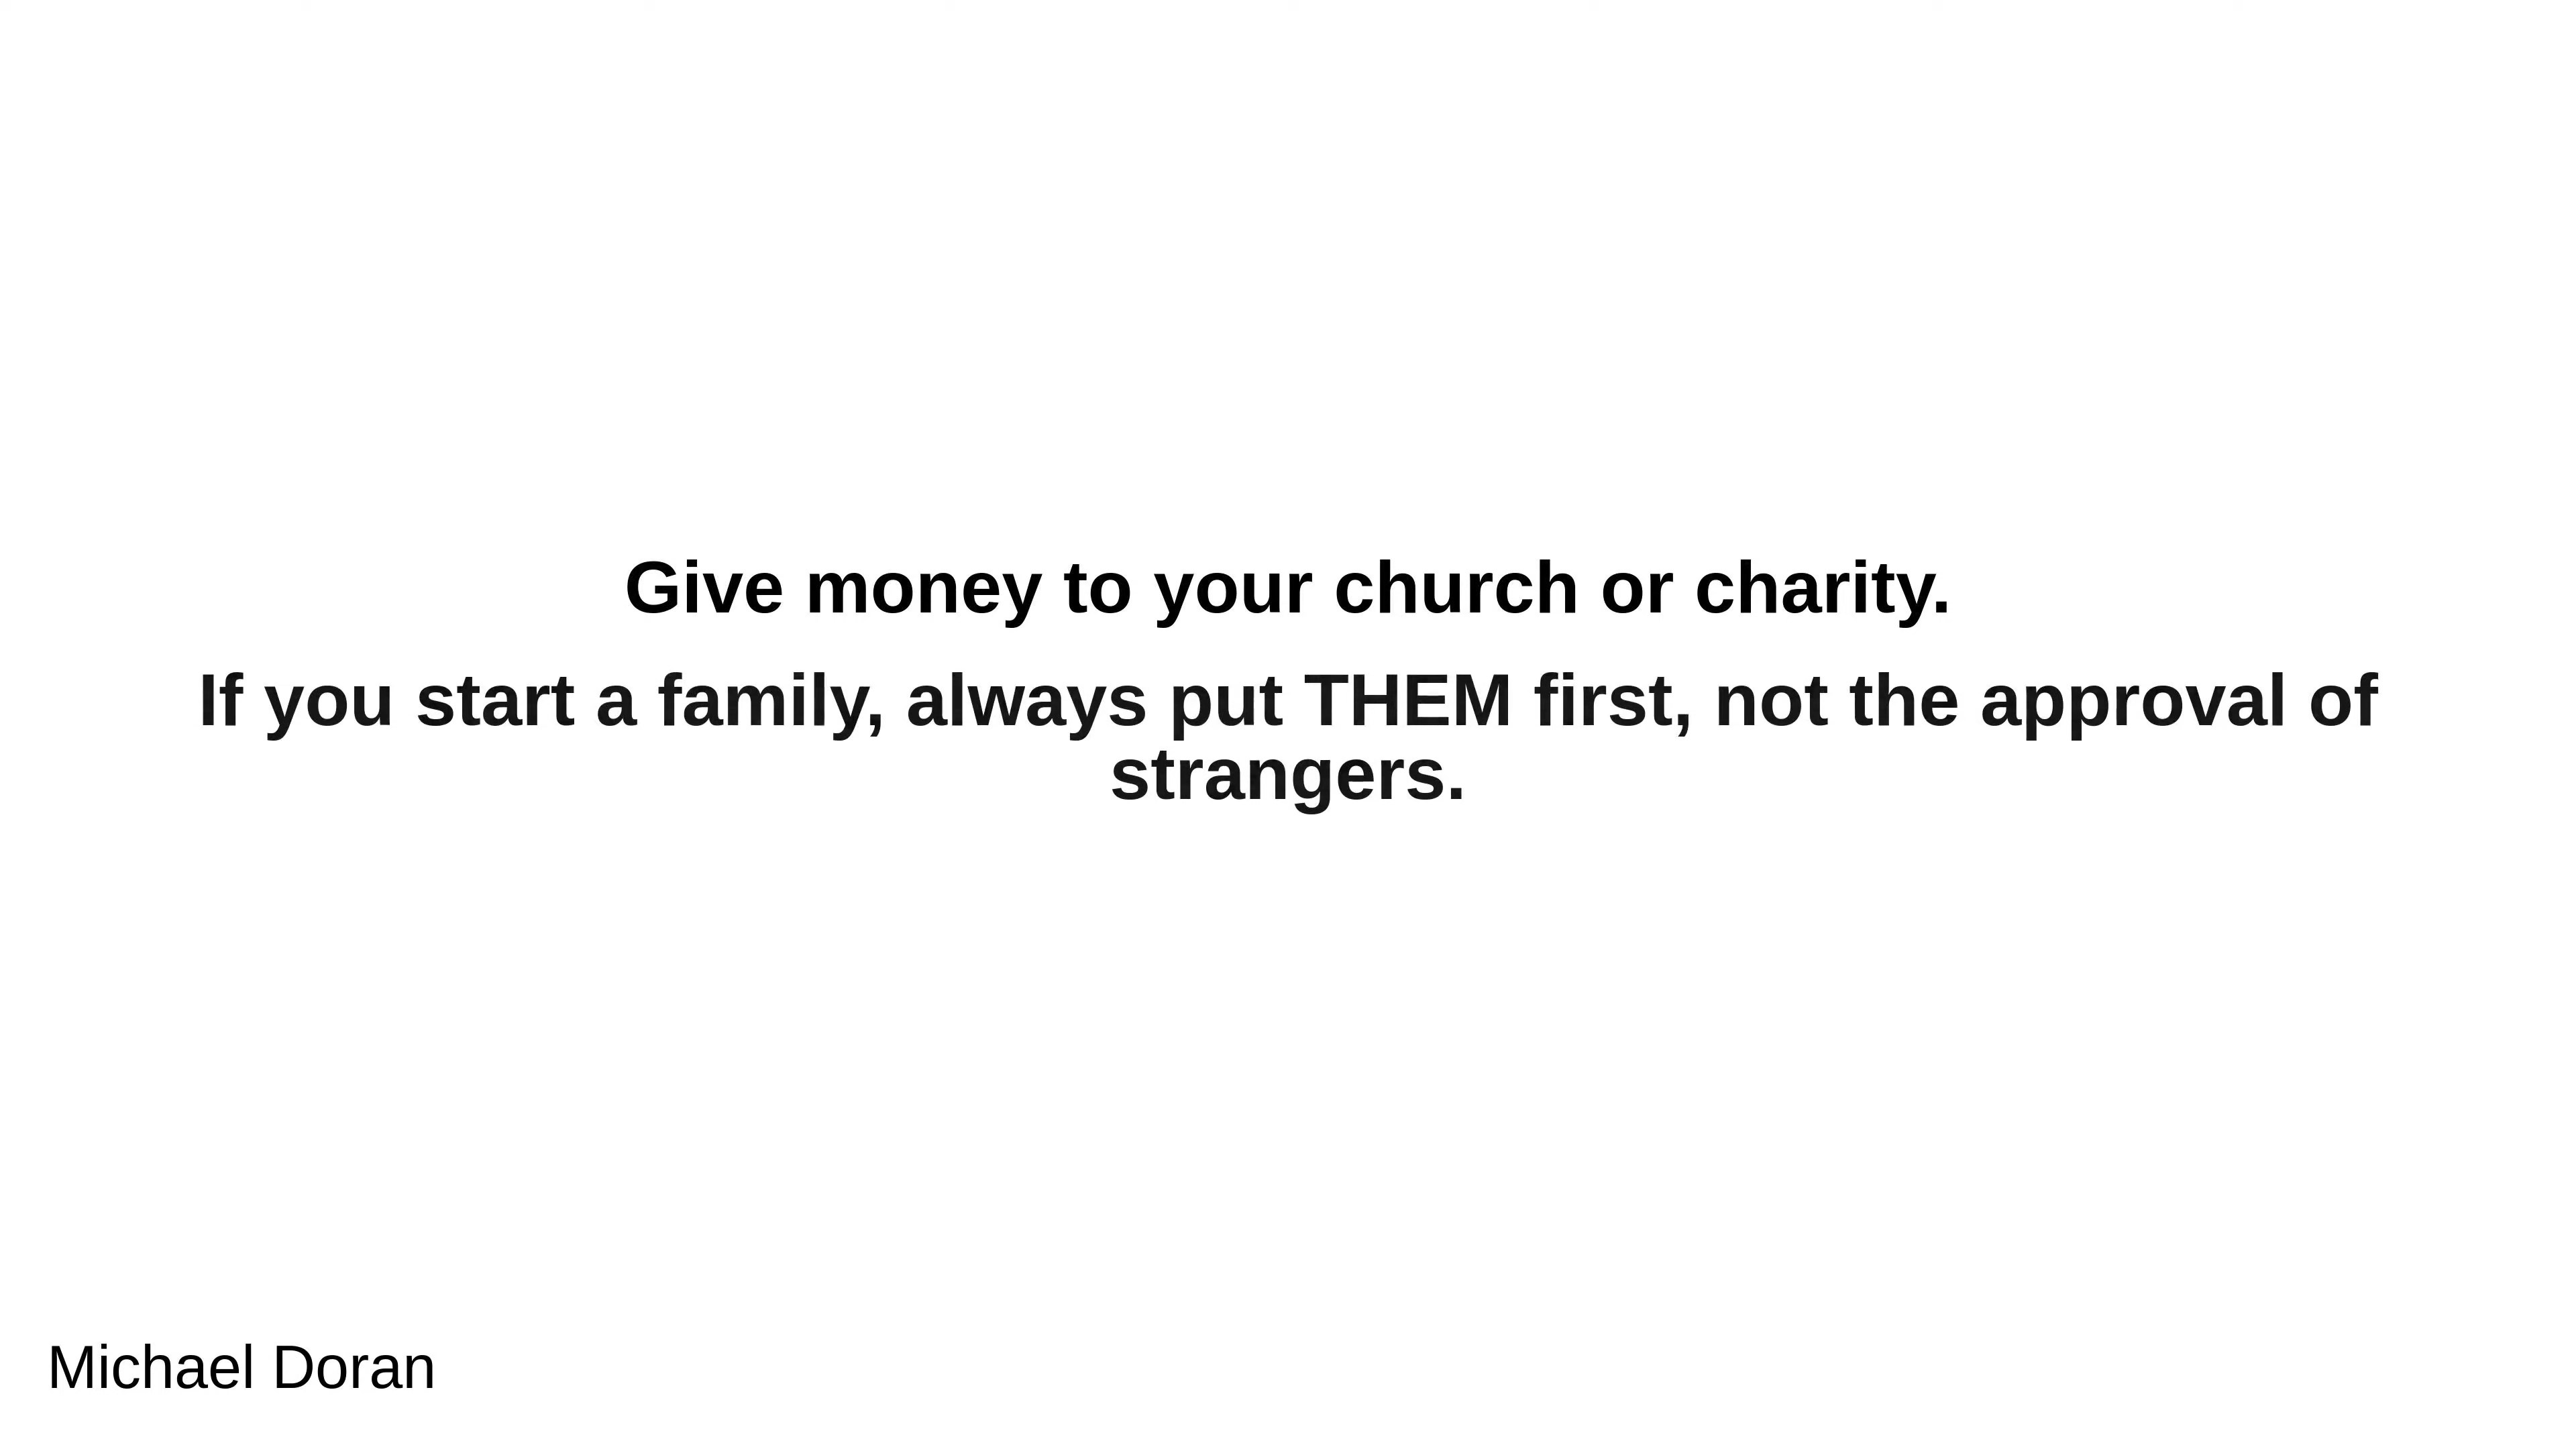 Give money to your church or charity.
If you start a family, always put THEM first, not the approval of
strangers.
Michael Doran